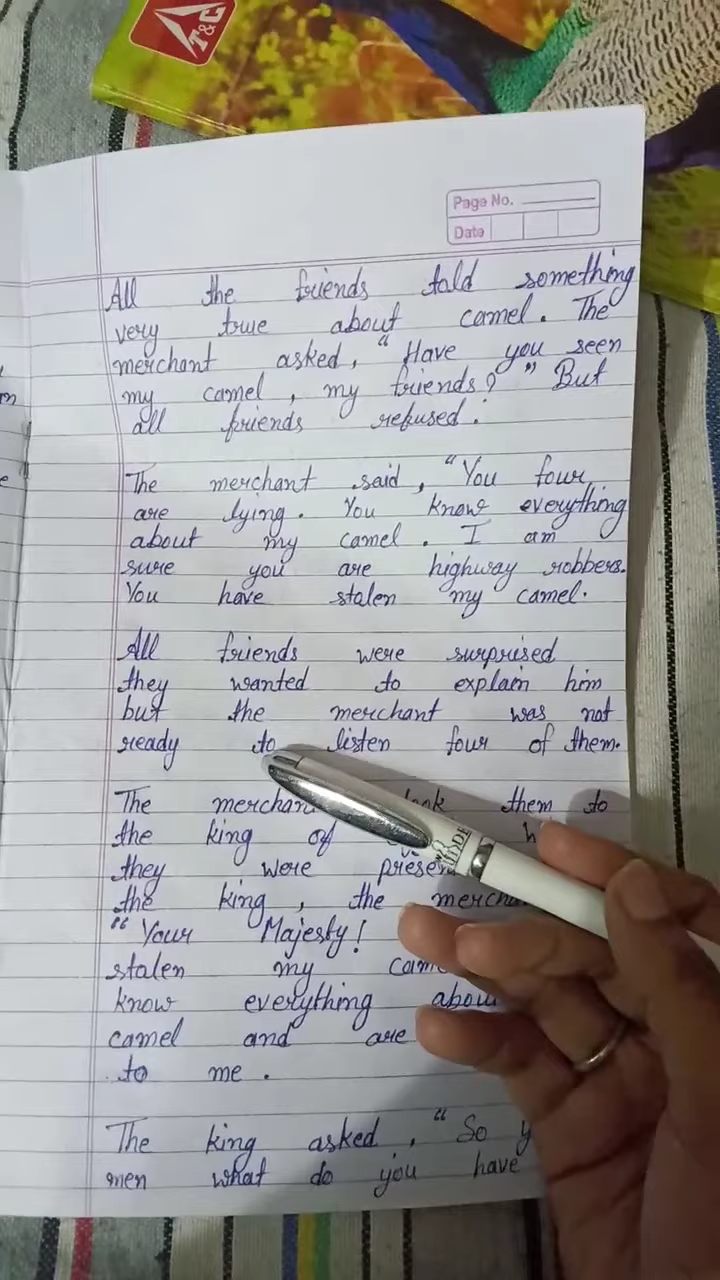 T&G
Page No.
Date
All the friends told something
very true about camel. The
merchant asked, "Have you seen
my camel, my friends?" But
all friends refused.
The merchant said, "You four
are lying. You know everything
about my camel. I am
sure you are highway robbers.
You have stalen my camel.
All friends were surprised
they wanted to explain him
but the merchant was not
ready to listen four of them.
The them to
the king of
they were
the king, the
"Your Majesty!
stalen my
know everything
camel and are
to me.
The king asked, "So
men what do you have